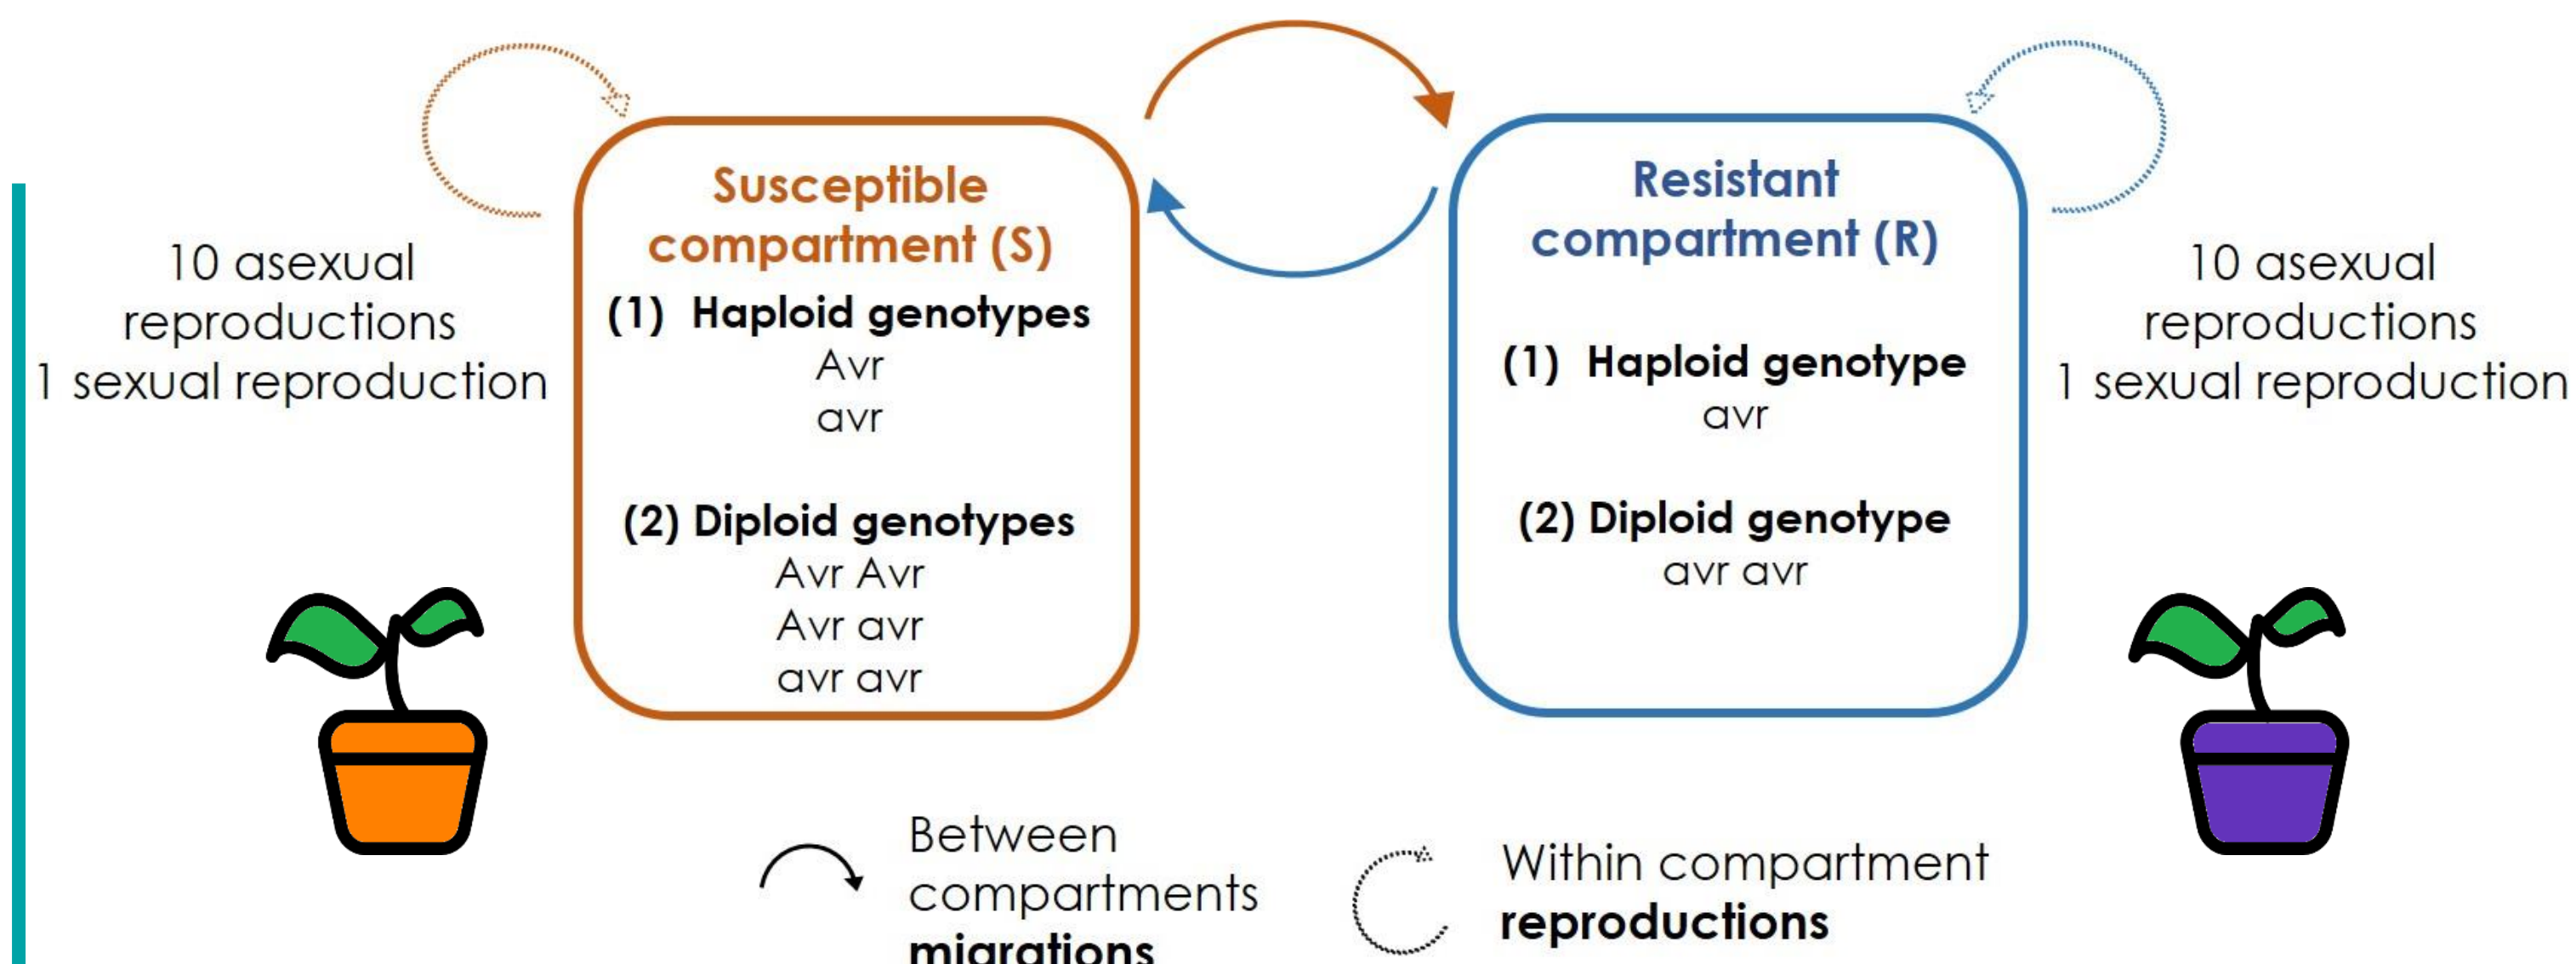 Susceptible
compartment (S)
(1) Haploid genotypes
Avr
avr
(2) Diploid genotypes
Avr Avr
Avr avr
avr avr
Resistant
compartment (R)
(1) Haploid genotype
avr
(2) Diploid genotype
avr avr
10 asexual
reproductions
1 sexual reproduction
10 asexual
reproductions
1 sexual reproduction
Between
compartments
migrations
Within compartment
reproductions